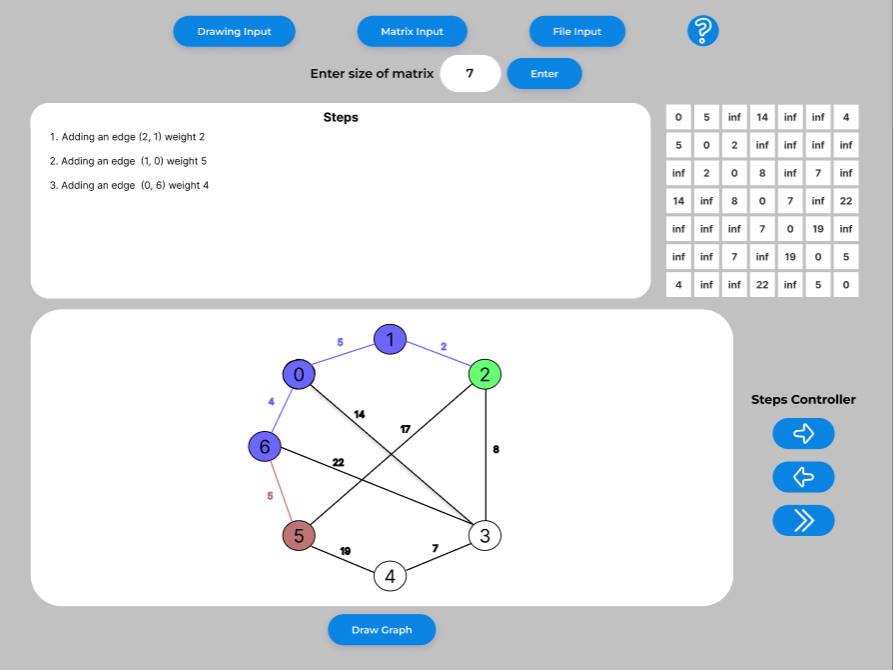 Drawing Input
Matrix Input
File Input
?
Enter size of matrix
7
Enter
Steps
1. Adding an edge (2, 1) weight 2
2. Adding an edge (1, 0) weight 5
3. Adding an edge (0, 6) weight 4
0 5 inf 14 inf inf 4
5 0 2 inf inf inf inf
inf 2 0 8 inf 7 inf
14 inf 8 0 7 inf 22
inf inf inf 7 0 19 inf
inf inf 7 inf 19 0 5
4 inf inf 22 inf 5 0
1
5
2
0
2
4
14
17
6
8
22
5
5
3
19
7
4
Steps Controller
Draw Graph